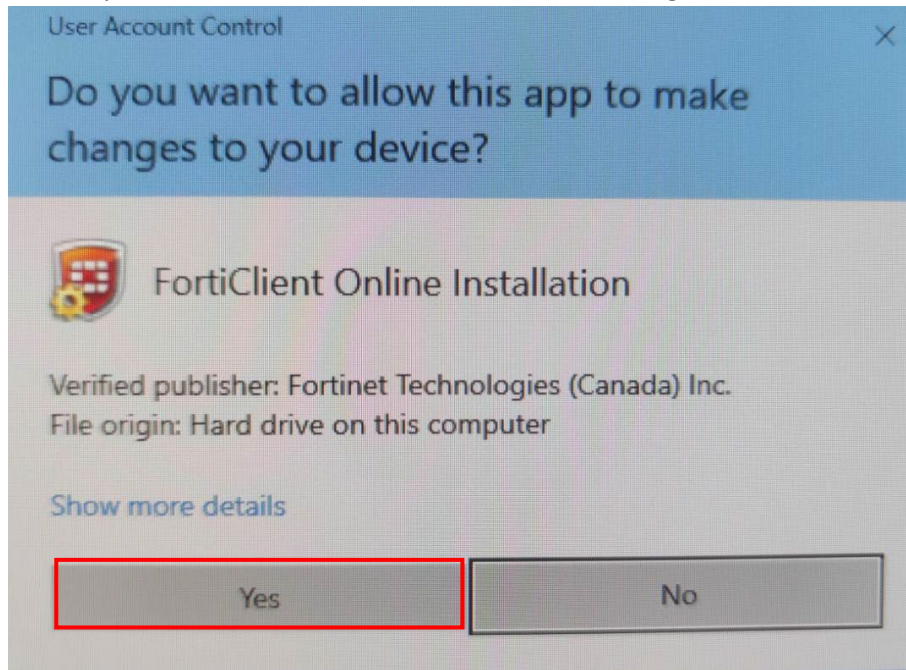 User Account Control
Do you want to allow this app to make
changes to your device?
FortiClient Online Installation
Verified publisher: Fortinet Technologies (Canada) Inc.
File origin: Hard drive on this computer
Show more details
Yes
No